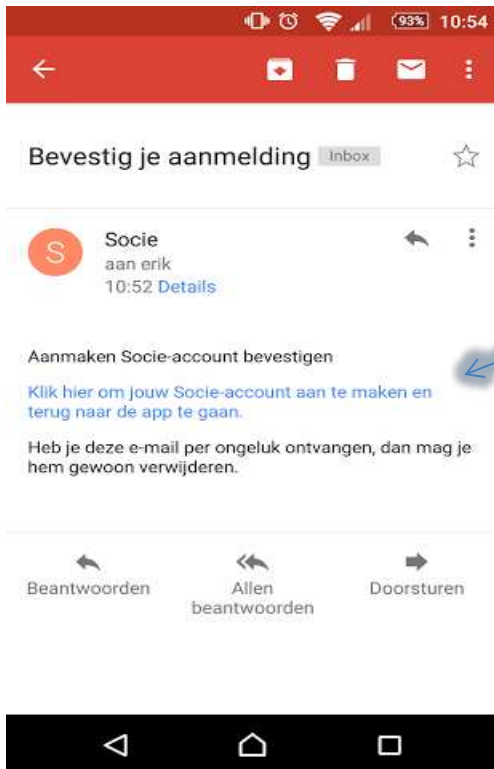 93% 10:54
Bevestig je aanmelding Inbox
S
Socie
aan erik
10:52 Details
Aanmaken Socie-account bevestigen
Klik hier om jouw Socie-account aan te maken en
terug naar de app te gaan.
Heb je deze e-mail per ongeluk ontvangen, dan mag je
hem gewoon verwijderen.
Beantwoorden
Allen
beantwoorden
Doorsturen